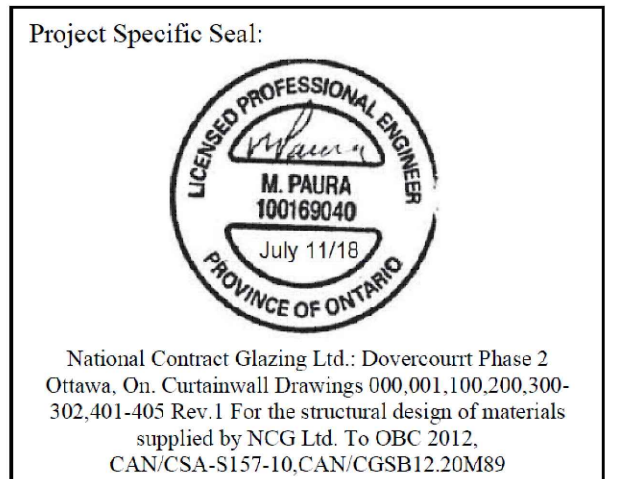 Project Specific Seal:
LICENSED PROFESSIONAL ENGINEER
M. Paura
M. PAURA
100169040
July 11/18
PROVINCE OF ONTARIO
National Contract Glazing Ltd.: Dovercourrt Phase 2
Ottawa, On. Curtainwall Drawings 000,001,100,200,300-
302,401-405 Rev.1 For the structural design of materials
supplied by NCG Ltd. To OBC 2012,
CAN/CSA-S157-10,CAN/CGSB12.20M89